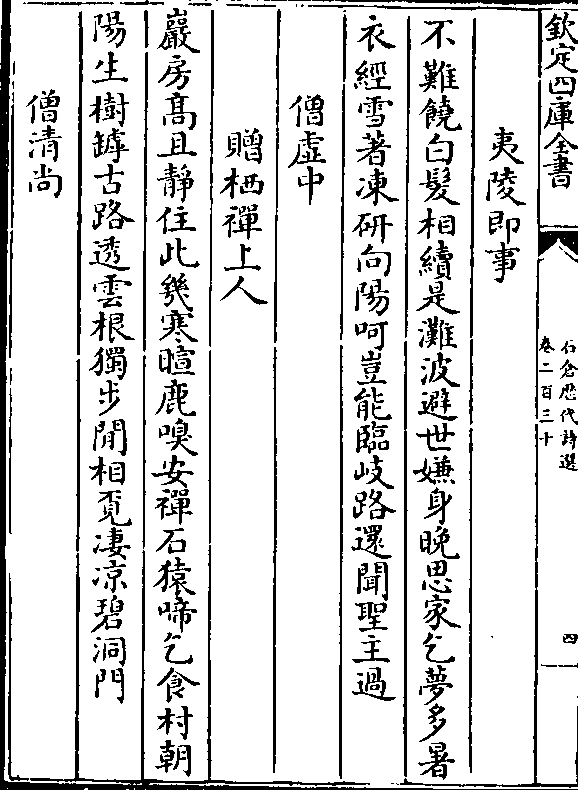 欽定四庫全書
石倉歷代詩選
卷二百三十
四
夷陵即事
不難饒白髮相續是灘波避世嫌身晚思家乞夢多暑
衣經雪著凍研向陽呵豈能臨岐路還聞聖主過
僧虛中
贈栖禪上人
巖房髙且靜住此幾寒暄鹿嗅安禪石猿啼乞食村朝
陽生樹罅古路透雲根獨步閒相覓凄凉碧洞門
僧清尚